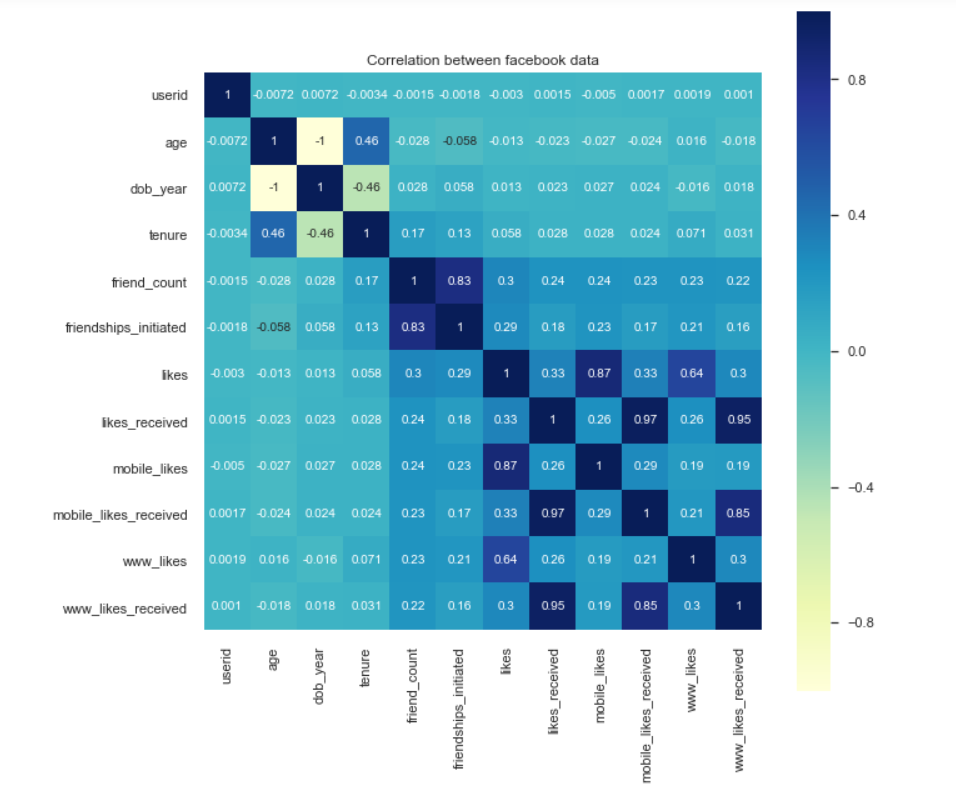 Correlation between facebook data
userid 1 -0.0072 0.0072 -0.0034 -0.0015 -0.0018 -0.003 0.0015 -0.005 0.0017 0.0019 0.001
age -0.0072 1 -1 0.46 -0.028 -0.058 -0.013 -0.023 -0.027 -0.024 0.016 -0.018
dob_year 0.0072 -1 1 -0.46 0.028 0.058 0.013 0.023 0.027 0.024 -0.016 0.018
tenure -0.0034 0.46 -0.46 1 0.17 0.13 0.058 0.028 0.028 0.024 0.071 0.031
friend_count -0.0015 -0.028 0.028 0.17 1 0.83 0.3 0.24 0.24 0.23 0.23 0.22
friendships_initiated -0.0018 -0.058 0.058 0.13 0.83 1 0.29 0.18 0.23 0.17 0.21 0.16
likes -0.003 -0.013 0.013 0.058 0.3 0.29 1 0.33 0.87 0.33 0.64 0.3
likes_received 0.0015 -0.023 0.023 0.028 0.24 0.18 0.33 1 0.26 0.97 0.26 0.95
mobile_likes -0.005 -0.027 0.027 0.028 0.24 0.23 0.87 0.26 1 0.29 0.19 0.19
mobile_likes_received 0.0017 -0.024 0.024 0.024 0.23 0.17 0.33 0.97 0.29 1 0.21 0.85
www_likes 0.0019 0.016 -0.016 0.071 0.23 0.21 0.64 0.26 0.19 0.21 1 0.3
www_likes_received 0.001 -0.018 0.018 0.031 0.22 0.16 0.3 0.95 0.19 0.85 0.3 1
userid
age
dob_year
tenure
friend_count
friendships_initiated
likes
likes_received
mobile_likes
mobile_likes_received
www_likes
www_likes_received
0.8
0.4
0.0
−0.4
−0.8